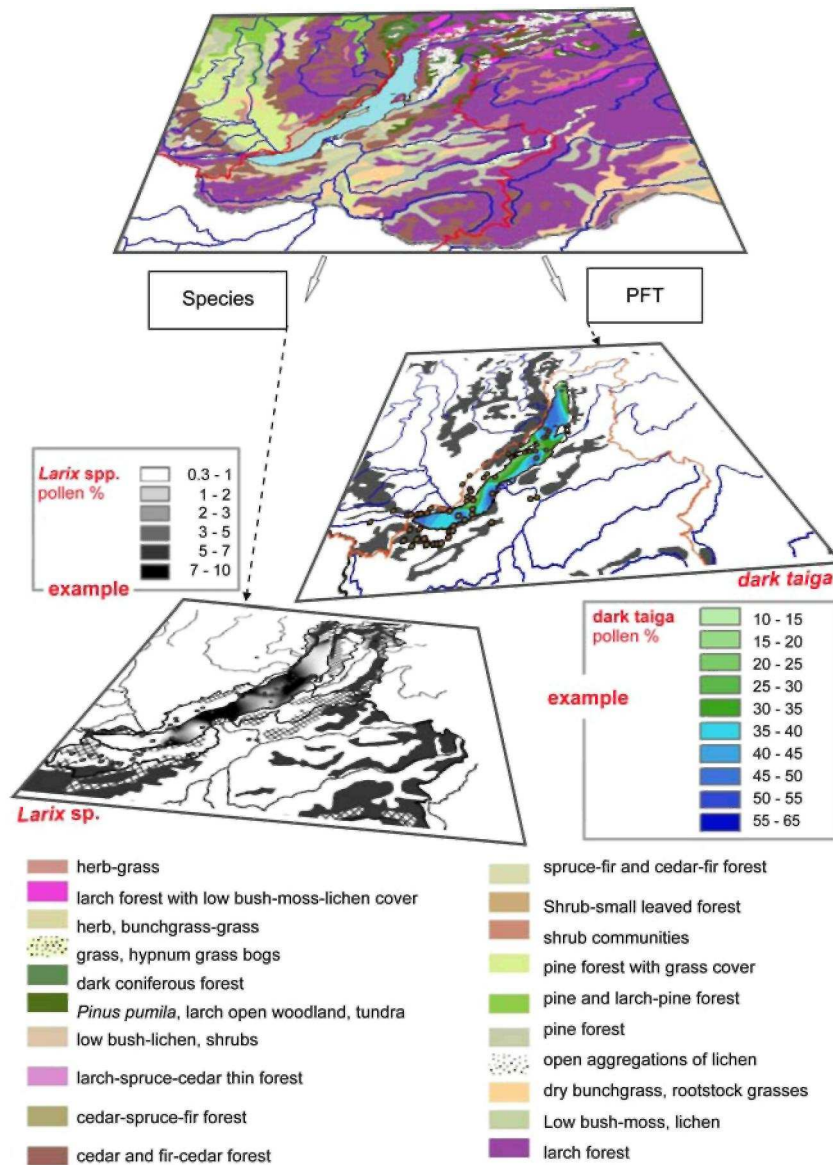 Species
PFT
Larix spp.
pollen %
0.3 - 1
1 - 2
2 - 3
3 - 5
5 - 7
7 - 10
example
dark taiga
dark taiga
pollen %
10 - 15
15 - 20
20 - 25
25 - 30
30 - 35
35 - 40
40 - 45
45 - 50
50 - 55
55 - 65
example
Larix sp.
herb-grass
larch forest with low bush-moss-lichen cover
herb, bunchgrass-grass
grass, hypnum grass bogs
dark coniferous forest
Pinus pumila, larch open woodland, tundra
low bush-lichen, shrubs
larch-spruce-cedar thin forest
cedar-spruce-fir forest
cedar and fir-cedar forest
spruce-fir and cedar-fir forest
Shrub-small leaved forest
shrub communities
pine forest with grass cover
pine and larch-pine forest
pine forest
open aggregations of lichen
dry bunchgrass, rootstock grasses
Low bush-moss, lichen
larch forest